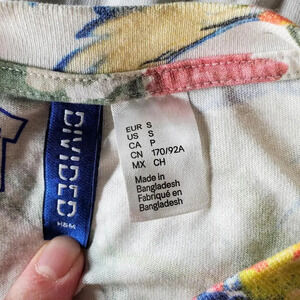 DIVIDED
H&M
EUR S
US S
CA P
CN 170/92A
MX CH
Made in
Bangladesh
Fabriqué en
Bangladesh